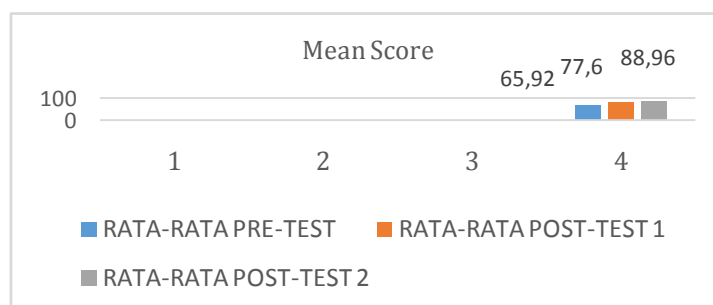 Mean Score
65,92 77,6 88,96
100
0
1 2 3 4
RATA-RATA PRE-TEST RATA-RATA POST-TEST 1
RATA-RATA POST-TEST 2